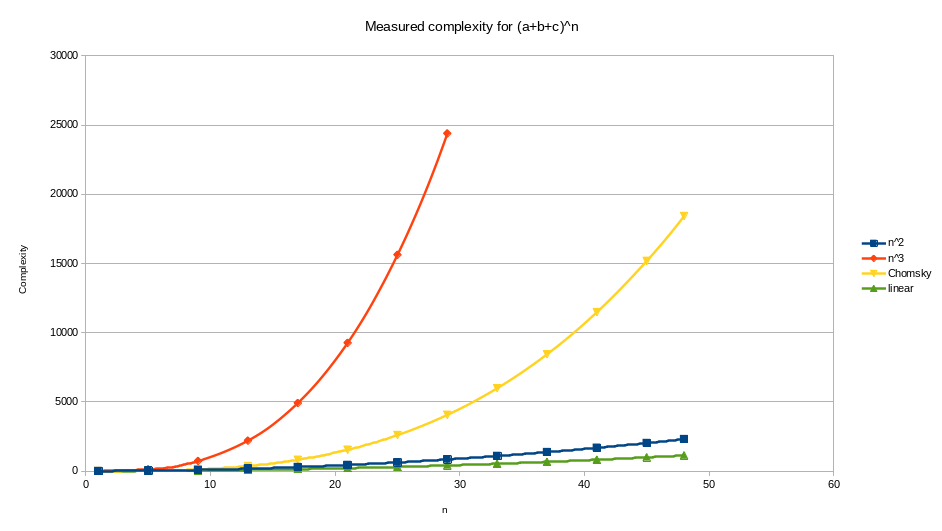 Measured complexity for (a+b+c)^n
30000
25000
20000
15000
10000
5000
0
0 10 20 30 40 50 60
Complexity
n
n^2
n^3
Chomsky
linear